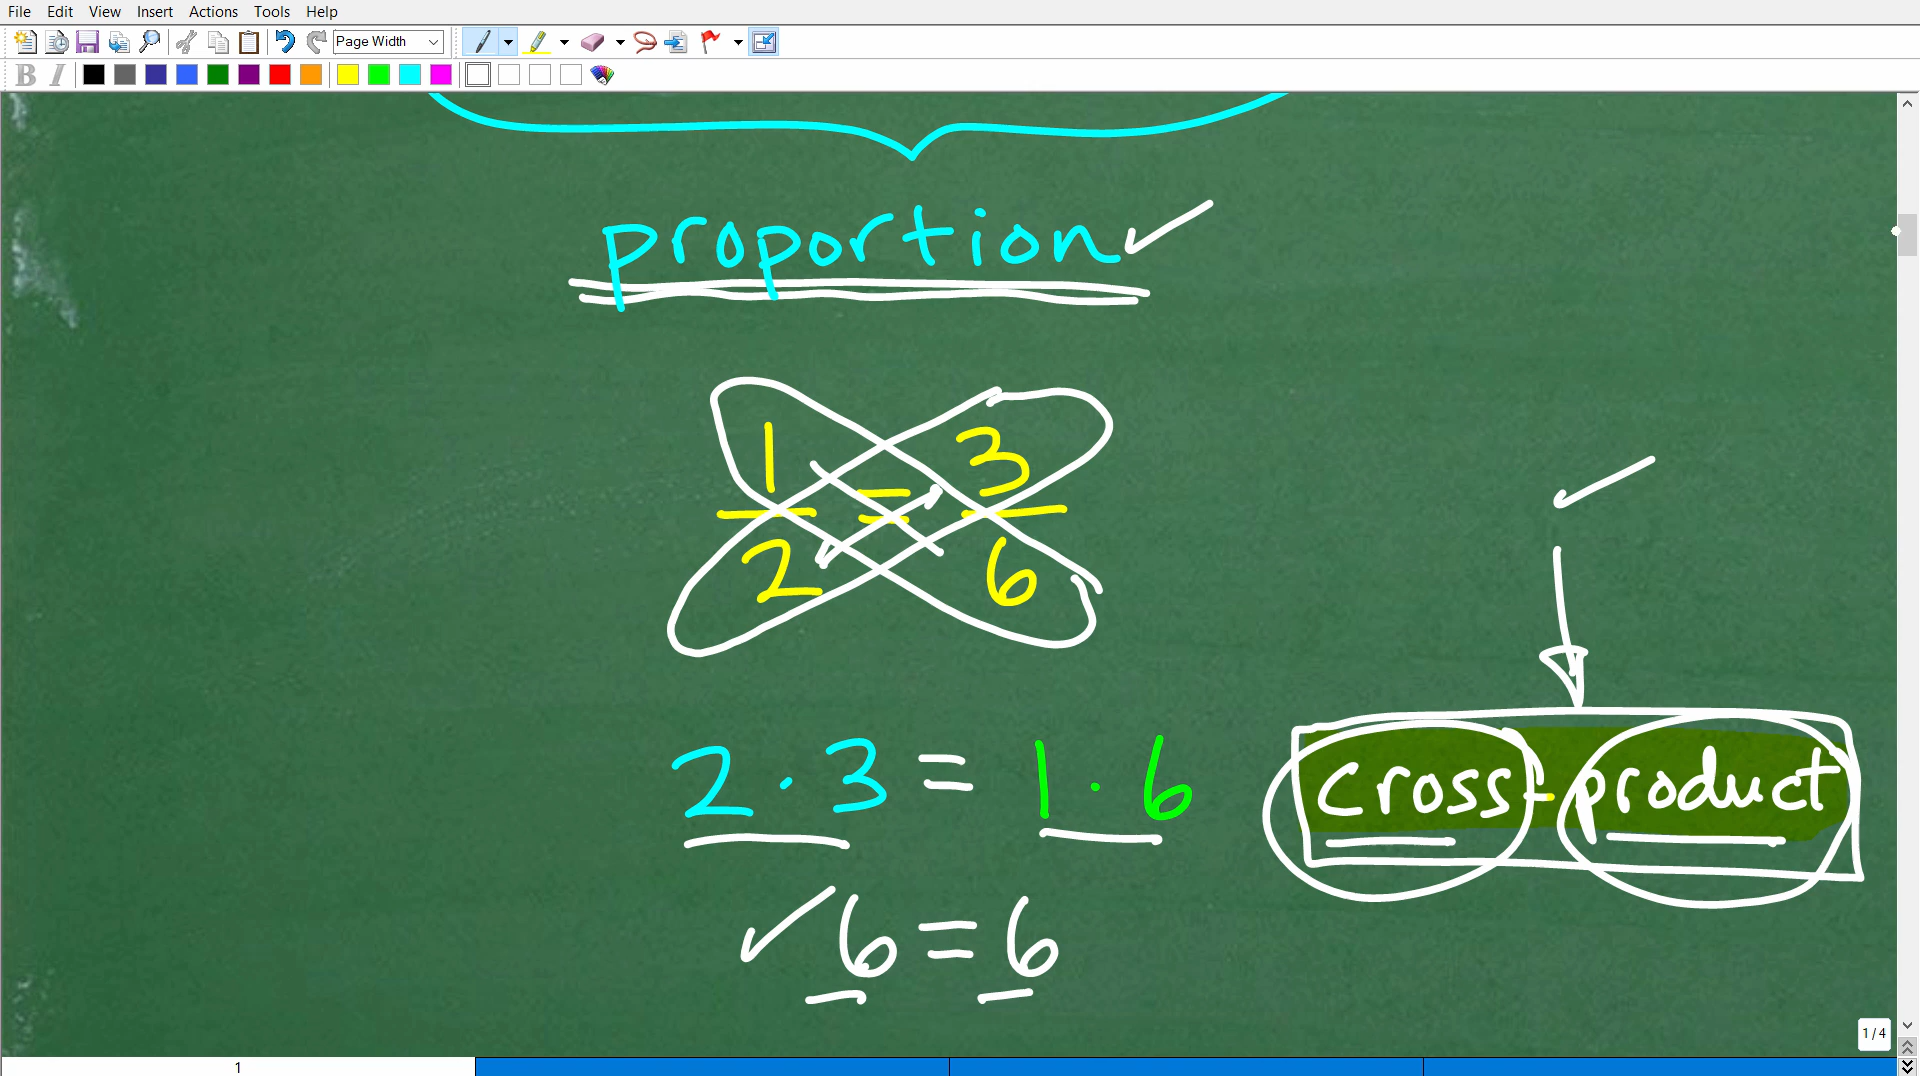 File Edit View Insert Actions Tools Help
Page Width
B I
proportion
1/2 = 3/6
2 · 3 = 1 · 6
cross-product
6 = 6
1 / 4
1